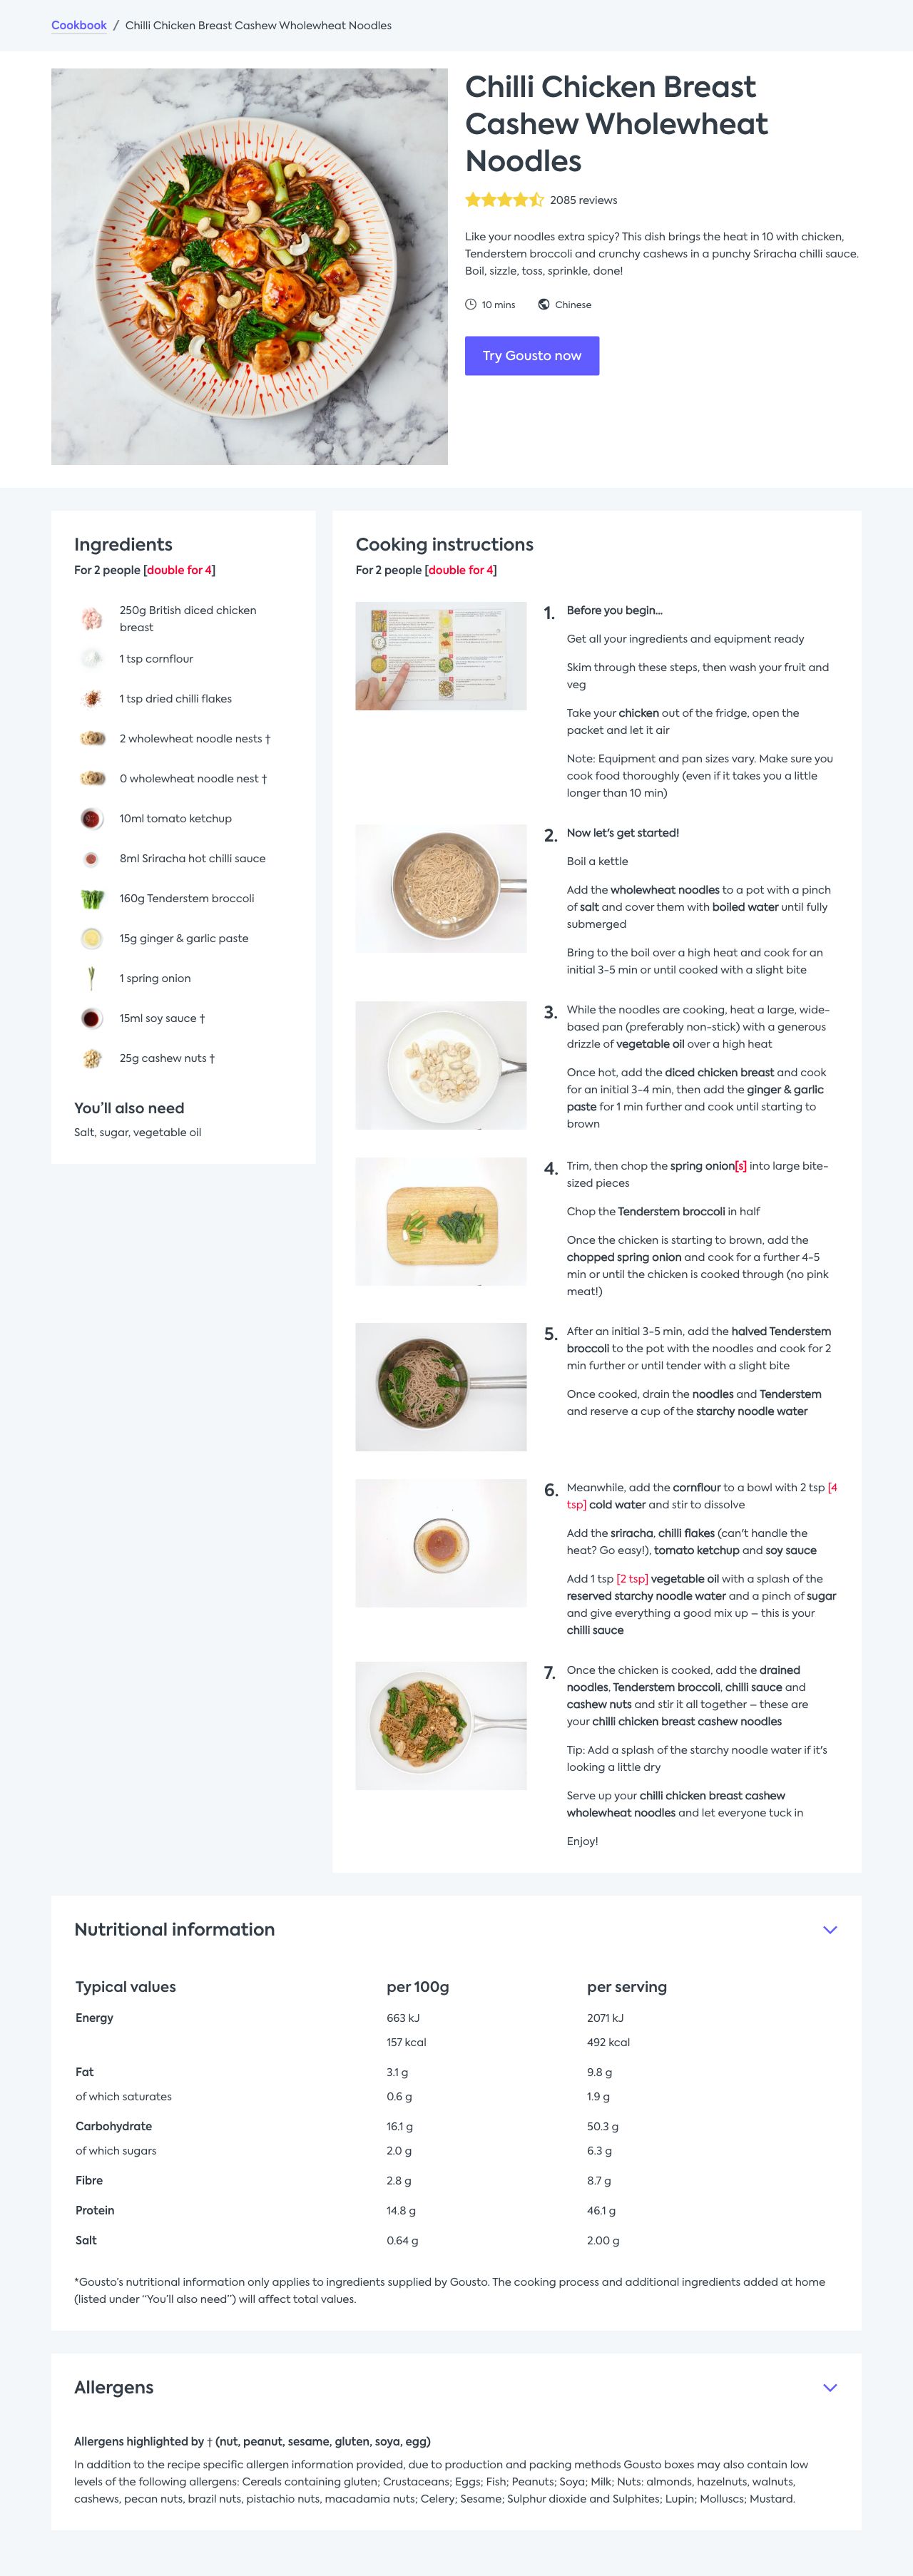 Cookbook / Chilli Chicken Breast Cashew Wholewheat Noodles
Chilli Chicken Breast
Cashew Wholewheat
Noodles
2085 reviews
Like your noodles extra spicy? This dish brings the heat in 10 with chicken,
Tenderstem broccoli and crunchy cashews in a punchy Sriracha chilli sauce.
Boil, sizzle, toss, sprinkle, done!
10 mins Chinese
Try Gousto now
Ingredients
For 2 people [double for 4]
250g British diced chicken
breast
1 tsp cornflour
1 tsp dried chilli flakes
2 wholewheat noodle nests †
0 wholewheat noodle nest †
10ml tomato ketchup
8ml Sriracha hot chilli sauce
160g Tenderstem broccoli
15g ginger & garlic paste
1 spring onion
15ml soy sauce †
25g cashew nuts †
You'll also need
Salt, sugar, vegetable oil
Cooking instructions
For 2 people [double for 4]
1. Before you begin...
Get all your ingredients and equipment ready
Skim through these steps, then wash your fruit and
veg
Take your chicken out of the fridge, open the
packet and let it air
Note: Equipment and pan sizes vary. Make sure you
cook food thoroughly (even if it takes you a little
longer than 10 min)
2. Now let's get started!
Boil a kettle
Add the wholewheat noodles to a pot with a pinch
of salt and cover them with boiled water until fully
submerged
Bring to the boil over a high heat and cook for an
initial 3-5 min or until cooked with a slight bite
3. While the noodles are cooking, heat a large, wide-
based pan (preferably non-stick) with a generous
drizzle of vegetable oil over a high heat
Once hot, add the diced chicken breast and cook
for an initial 3-4 min, then add the ginger & garlic
paste for 1 min further and cook until starting to
brown
4. Trim, then chop the spring onion[s] into large bite-
sized pieces
Chop the Tenderstem broccoli in half
Once the chicken is starting to brown, add the
chopped spring onion and cook for a further 4-5
min or until the chicken is cooked through (no pink
meat!)
5. After an initial 3-5 min, add the halved Tenderstem
broccoli to the pot with the noodles and cook for 2
min further or until tender with a slight bite
Once cooked, drain the noodles and Tenderstem
and reserve a cup of the starchy noodle water
6. Meanwhile, add the cornflour to a bowl with 2 tsp [4
tsp] cold water and stir to dissolve
Add the sriracha, chilli flakes (can't handle the
heat? Go easy!), tomato ketchup and soy sauce
Add 1 tsp [2 tsp] vegetable oil with a splash of the
reserved starchy noodle water and a pinch of sugar
and give everything a good mix up – this is your
chilli sauce
7. Once the chicken is cooked, add the drained
noodles, Tenderstem broccoli, chilli sauce and
cashew nuts and stir it all together – these are
your chilli chicken breast cashew noodles
Tip: Add a splash of the starchy noodle water if it's
looking a little dry
Serve up your chilli chicken breast cashew
wholewheat noodles and let everyone tuck in
Enjoy!
Nutritional information
Typical values per 100g per serving
Energy 663 kJ 2071 kJ
157 kcal 492 kcal
Fat 3.1 g 9.8 g
of which saturates 0.6 g 1.9 g
Carbohydrate 16.1 g 50.3 g
of which sugars 2.0 g 6.3 g
Fibre 2.8 g 8.7 g
Protein 14.8 g 46.1 g
Salt 0.64 g 2.00 g
*Gousto's nutritional information only applies to ingredients supplied by Gousto. The cooking process and additional ingredients added at home
(listed under "You'll also need") will affect total values.
Allergens
Allergens highlighted by † (nut, peanut, sesame, gluten, soya, egg)
In addition to the recipe specific allergen information provided, due to production and packing methods Gousto boxes may also contain low
levels of the following allergens: Cereals containing gluten; Crustaceans; Eggs; Fish; Peanuts; Soya; Milk; Nuts: almonds, hazelnuts, walnuts,
cashews, pecan nuts, brazil nuts, pistachio nuts, macadamia nuts; Celery; Sesame; Sulphur dioxide and Sulphites; Lupin; Molluscs; Mustard.